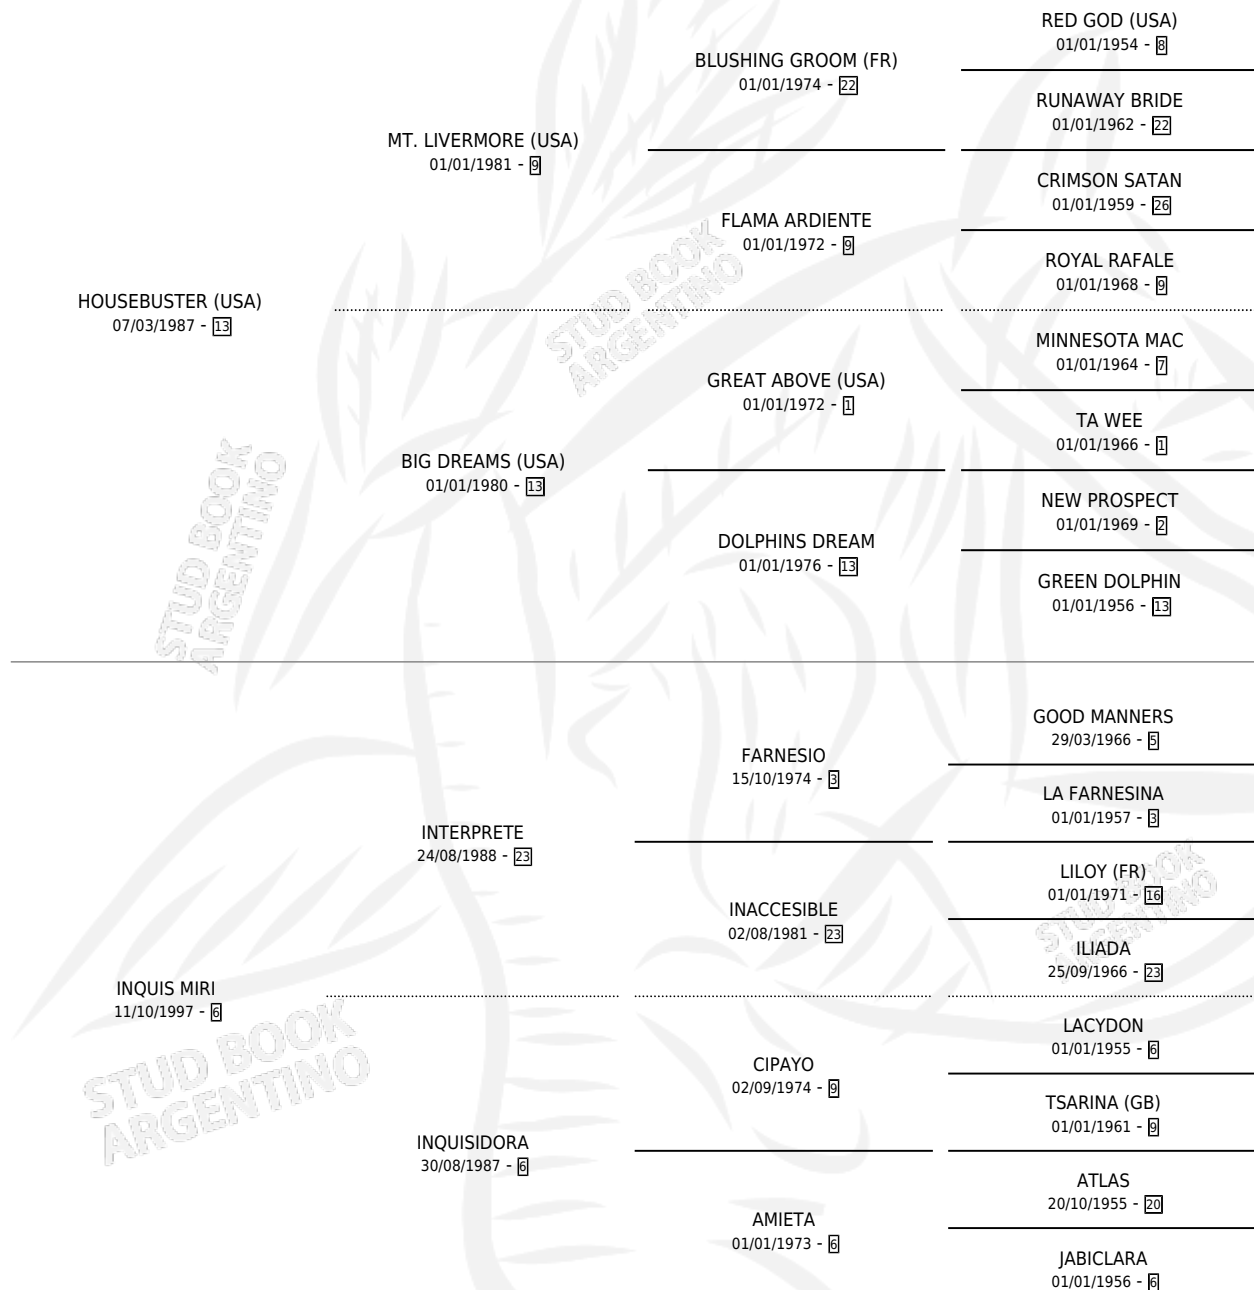 RED GOD (USA)
01/01/1954 - 8
BLUSHING GROOM (FR)
01/01/1974 - 22
RUNAWAY BRIDE
01/01/1962 - 22
MT. LIVERMORE (USA)
01/01/1981 - 9
CRIMSON SATAN
01/01/1959 - 26
FLAMA ARDIENTE
01/01/1972 - 9
ROYAL RAFALE
01/01/1968 - 9
HOUSEBUSTER (USA)
07/03/1987 - 13
MINNESOTA MAC
01/01/1964 - 7
GREAT ABOVE (USA)
01/01/1972 - 1
TA WEE
01/01/1966 - 1
BIG DREAMS (USA)
01/01/1980 - 13
NEW PROSPECT
01/01/1969 - 2
DOLPHINS DREAM
01/01/1976 - 13
GREEN DOLPHIN
01/01/1956 - 13
GOOD MANNERS
29/03/1966 - 5
FARNESIO
15/10/1974 - 3
LA FARNESINA
01/01/1957 - 3
INTERPRETE
24/08/1988 - 23
LILOY (FR)
01/01/1971 - 16
INACCESIBLE
02/08/1981 - 23
ILIADA
25/09/1966 - 23
INQUIS MIRI
11/10/1997 - 6
LACYDON
01/01/1955 - 6
CIPAYO
02/09/1974 - 9
TSARINA (GB)
01/01/1961 - 9
INQUISIDORA
30/08/1987 - 6
ATLAS
20/10/1955 - 20
AMIETA
01/01/1973 - 6
JABICLARA
01/01/1956 - 6
STUD BOOK
ARGENTINO
STUD BOOK
ARGENTINO
STUD BOOK
ARGENTINO
STUD BOOK
ARGENTINO